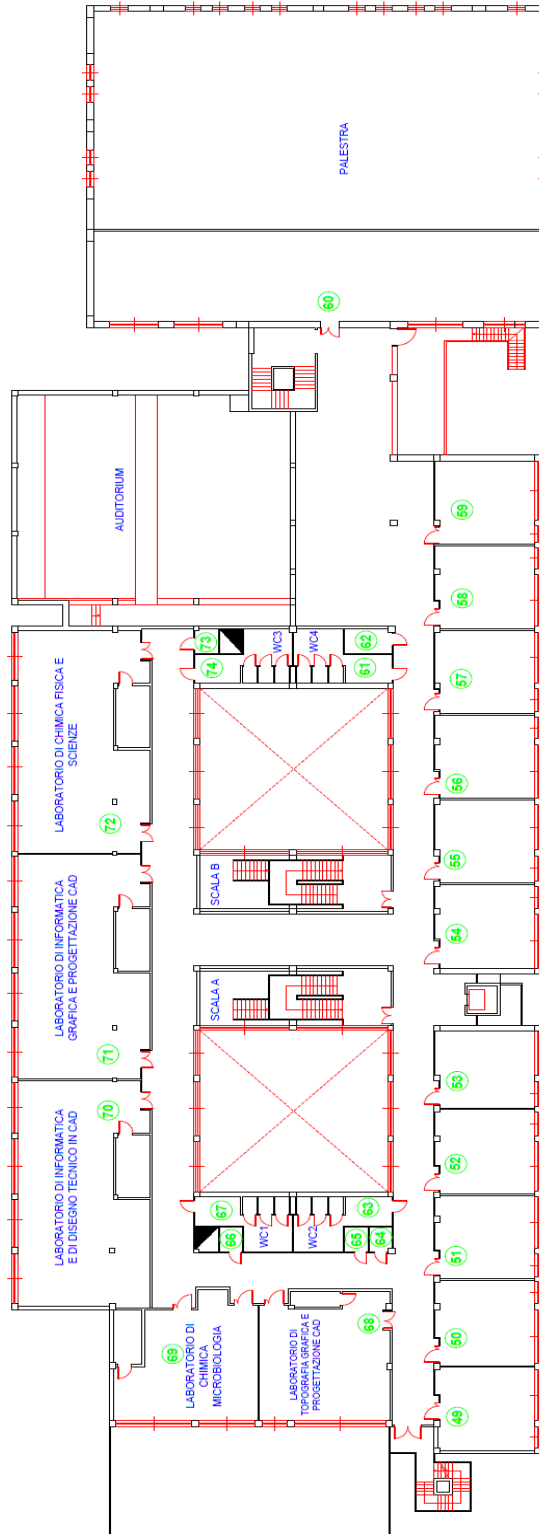 LABORATORIO DI INFORMATICA
E DI DISEGNO TECNICO IN CAD
LABORATORIO DI INFORMATICA
GRAFICA E PROGETTAZIONE CAD
LABORATORIO DI CHIMICA FISICA E
SCIENZE
AUDITORIUM
70
71
72
69
LABORATORIO DI
CHIMICA
MICROBIOLOGIA
66
67
SCALA A
SCALA B
74
73
WC1
WC3
WC2
WC4
60
PALESTRA
LABORATORIO DI
TOPOGRAFIA GRAFICA E
PROGETTAZIONE CAD
68
64
65
63
61
62
49
50
51
52
53
54
55
56
57
58
59